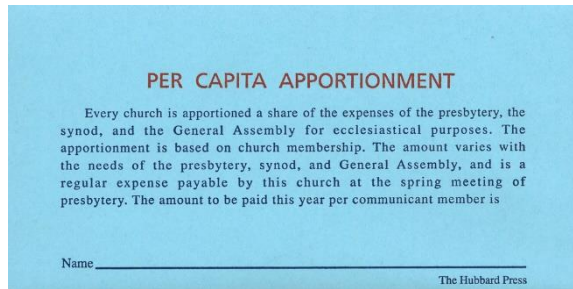 PER CAPITA APPORTIONMENT
Every church is apportioned a share of the expenses of the presbytery, the
synod, and the General Assembly for ecclesiastical purposes. The
apportionment is based on church membership. The amount varies with
the needs of the presbytery, synod, and General Assembly, and is a
regular expense payable by this church at the spring meeting of
presbytery. The amount to be paid this year per communicant member is
Name
The Hubbard Press